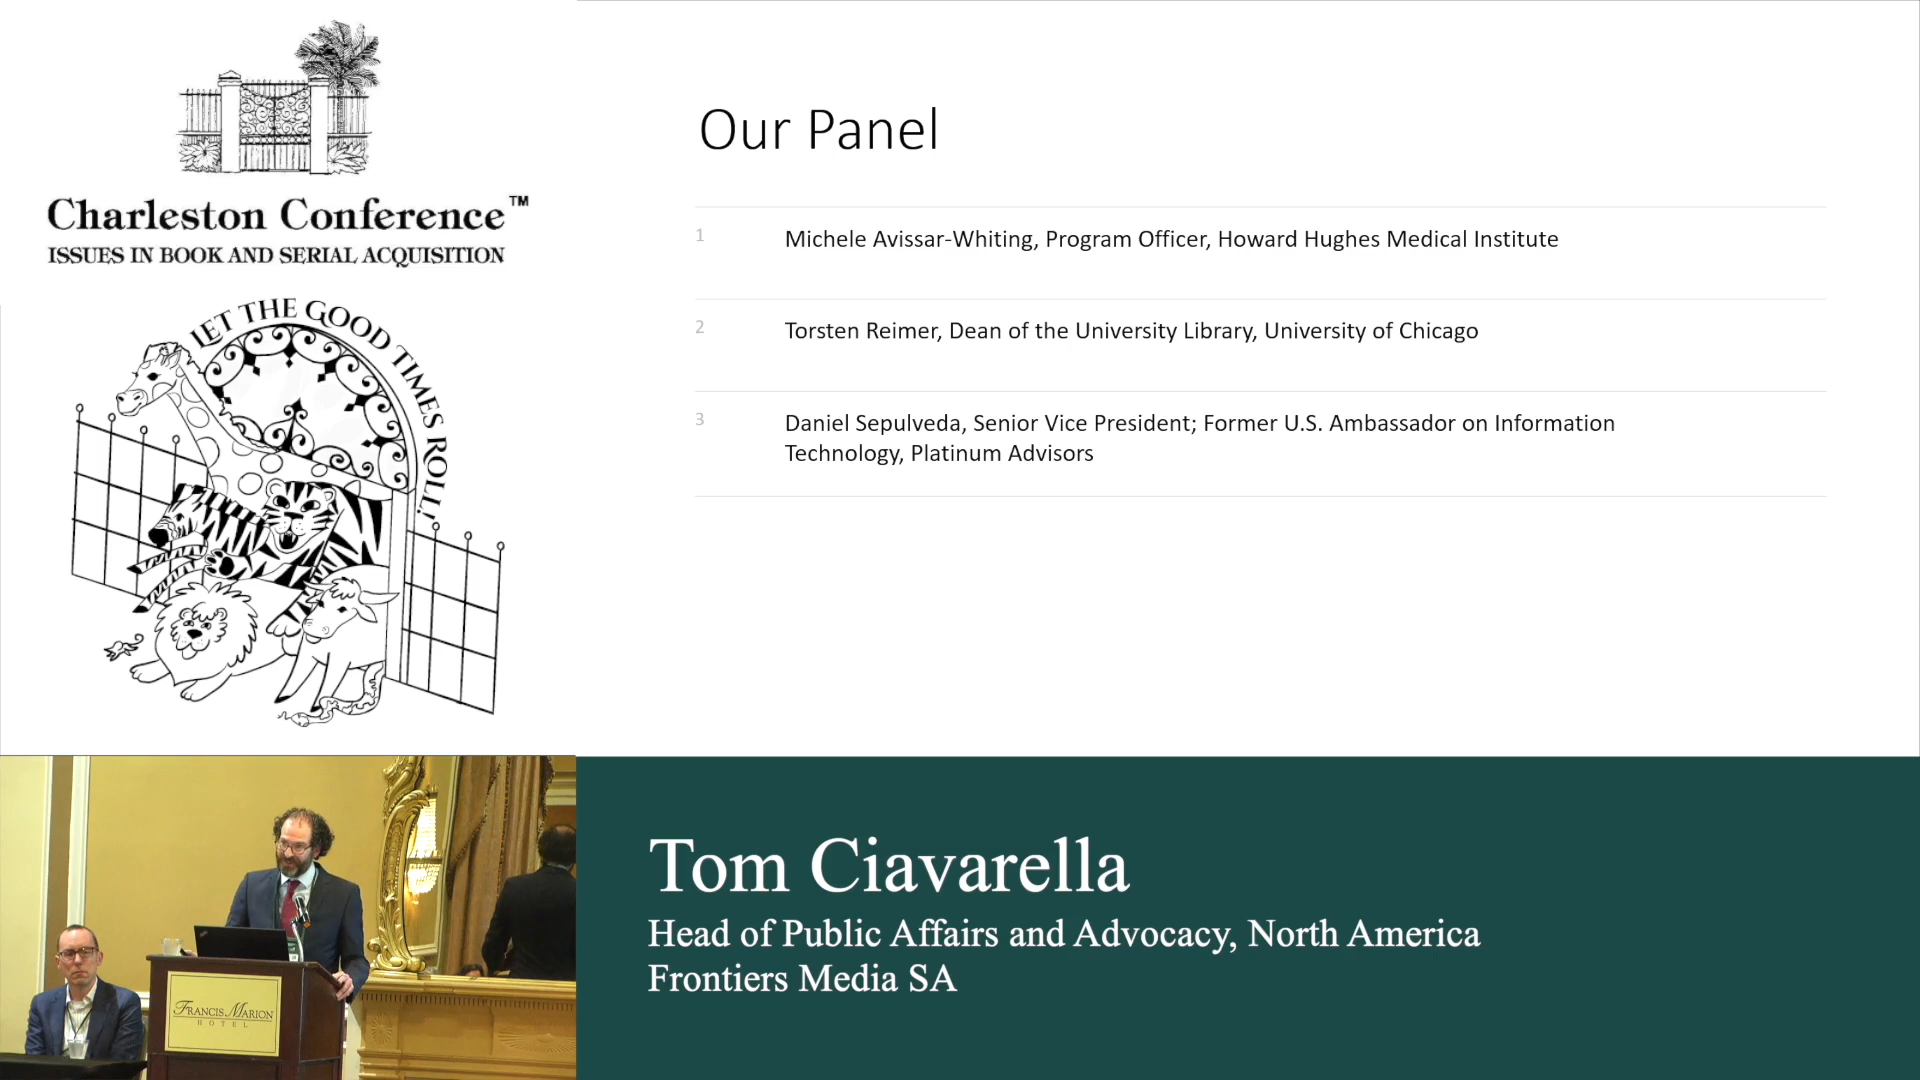 Charleston Conference™
ISSUES IN BOOK AND SERIAL ACQUISITION
LET THE GOOD TIMES ROLL!
Our Panel
1
Michele Avissar-Whiting, Program Officer, Howard Hughes Medical Institute
2
Torsten Reimer, Dean of the University Library, University of Chicago
3
Daniel Sepulveda, Senior Vice President; Former U.S. Ambassador on Information
Technology, Platinum Advisors
FRANCIS MARION
HOTEL
Tom Ciavarella
Head of Public Affairs and Advocacy, North America
Frontiers Media SA